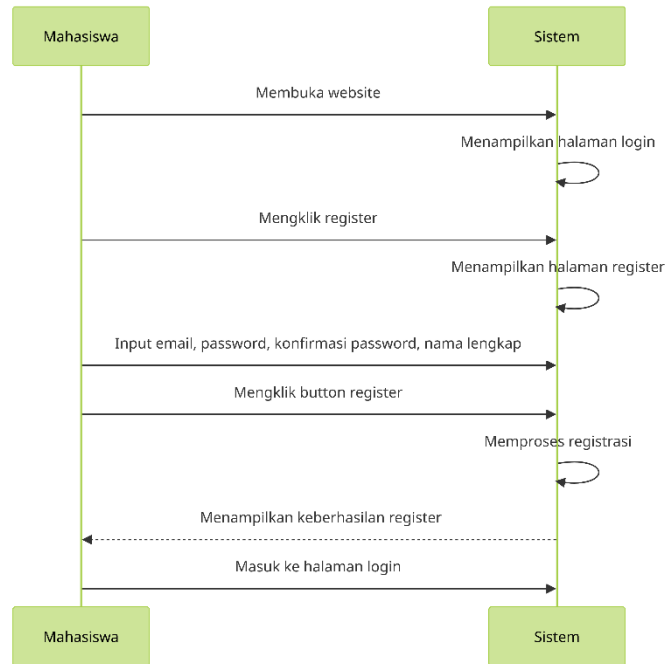 Mahasiswa
Sistem
Membuka website
Menampilkan halaman login
Mengklik register
Menampilkan halaman register
Input email, password, konfirmasi password, nama lengkap
Mengklik button register
Memproses registrasi
Menampilkan keberhasilan register
Masuk ke halaman login
Mahasiswa
Sistem